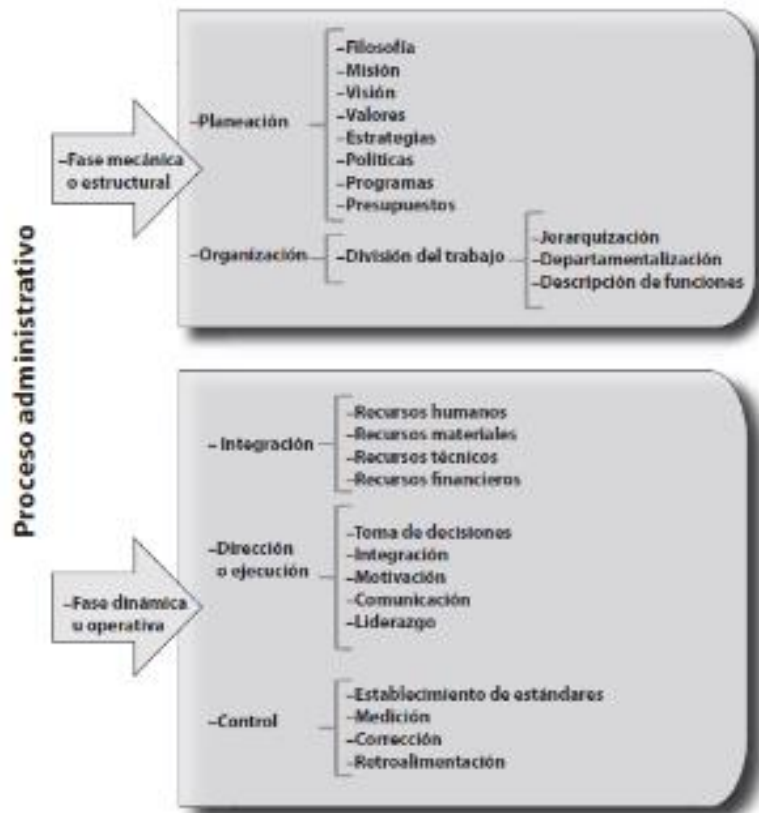 Proceso administrativo
–Fase mecánica
o estructural
–Planeación
–Filosofía
–Misión
–Visión
–Valores
–Estrategias
–Políticas
–Programas
–Presupuestos
–Organización
–División del trabajo
–Jerarquización
–Departamentalización
–Descripción de funciones
–Fase dinámica
u operativa
– Integración
–Recursos humanos
–Recursos materiales
–Recursos técnicos
–Recursos financieros
–Dirección
o ejecución
–Toma de decisiones
–Integración
–Motivación
–Comunicación
–Liderazgo
–Control
–Establecimiento de estándares
–Medición
–Corrección
–Retroalimentación